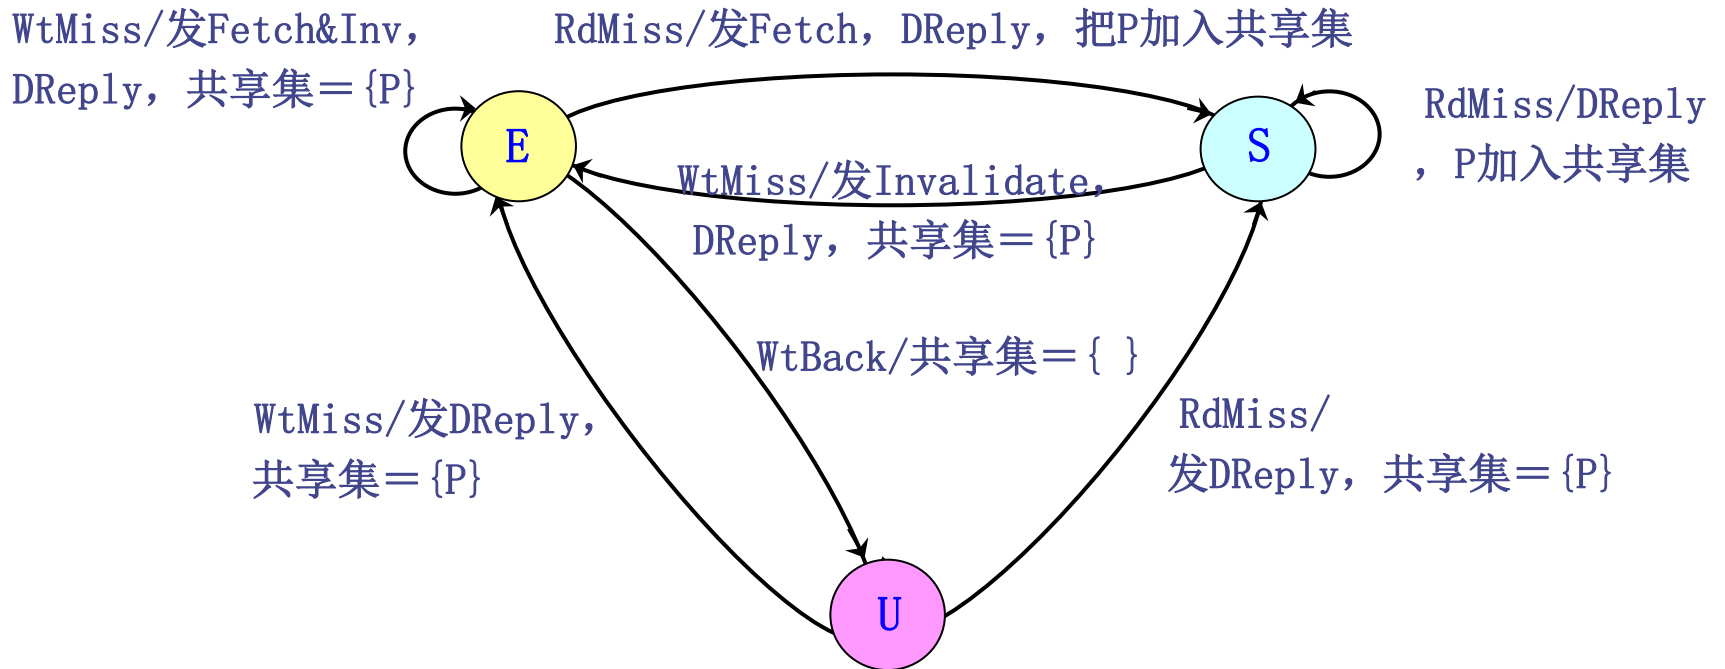 WtMiss/发Fetch&Inv，
DReply，共享集＝{P}
RdMiss/发Fetch，DReply，把P加入共享集
RdMiss/DReply
，P加入共享集
E
S
WtMiss/发Invalidate，
DReply，共享集＝{P}
WtBack/共享集＝{ }
WtMiss/发DReply，
共享集＝{P}
RdMiss/
发DReply，共享集＝{P}
U